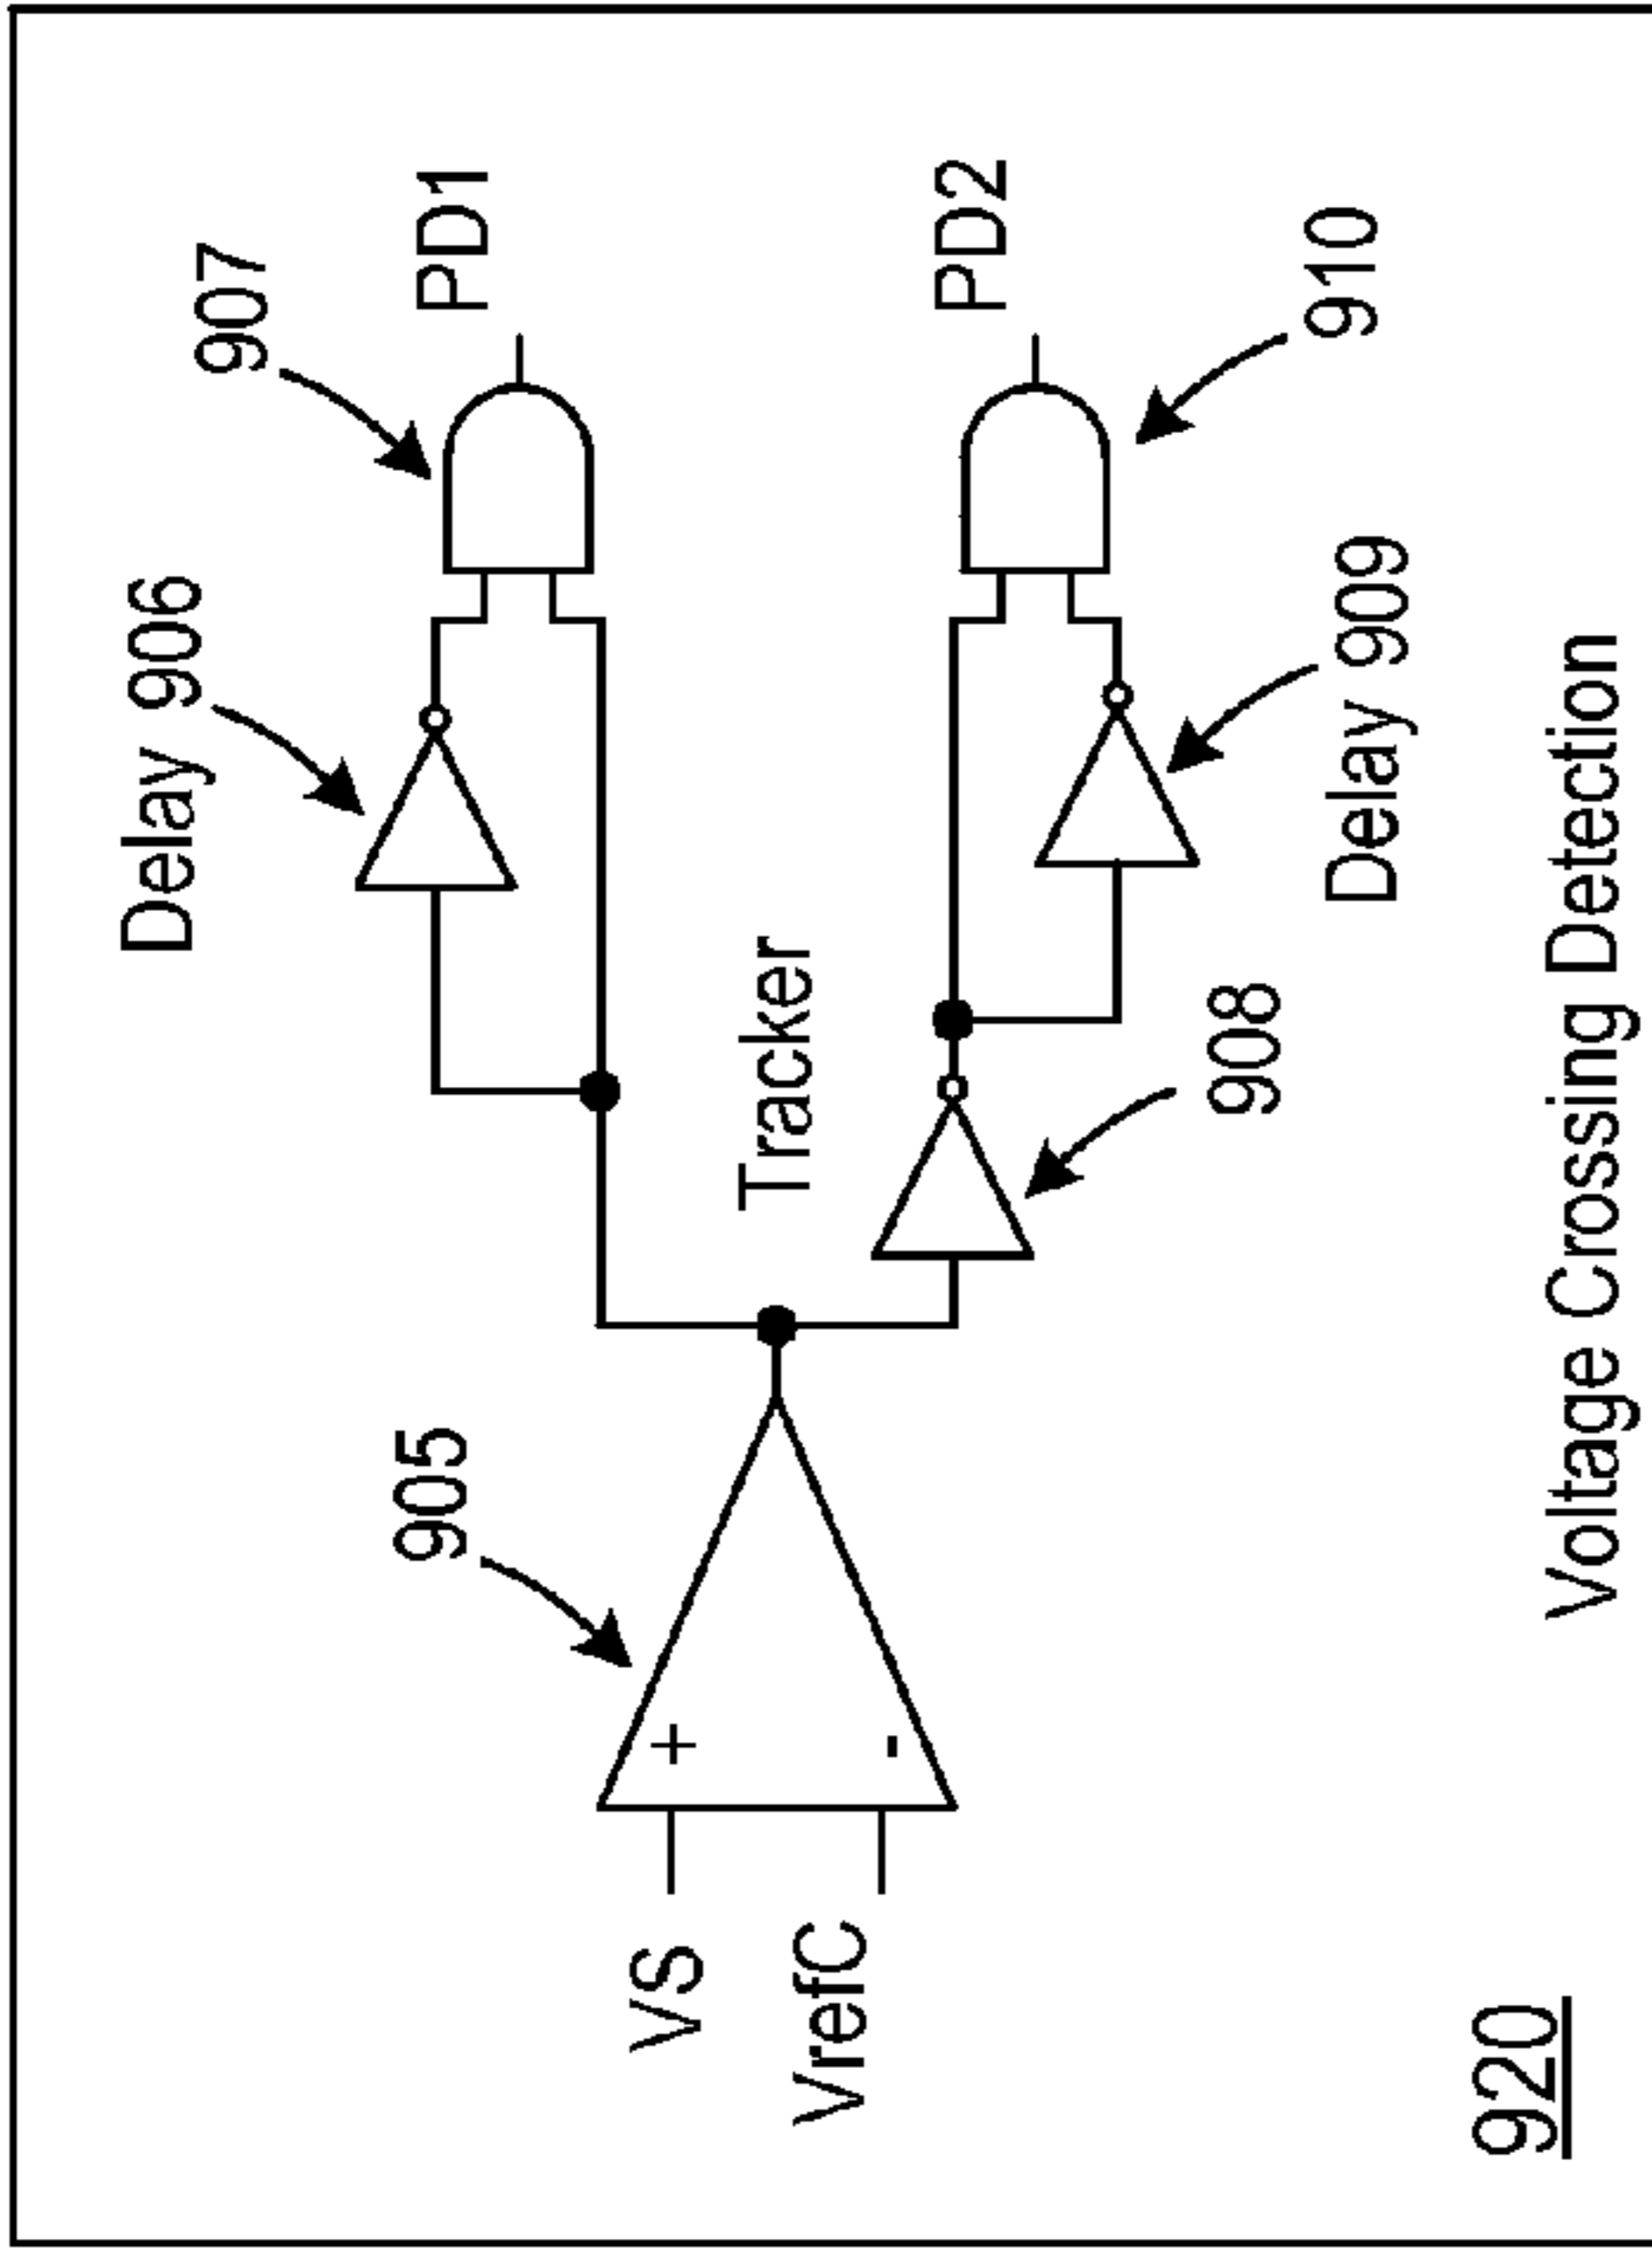 Delay 906
907
PD1
905
Tracker
VS
VrefC
PD2
908
910
Delay 909
920
Voltage Crossing Detection
+
-